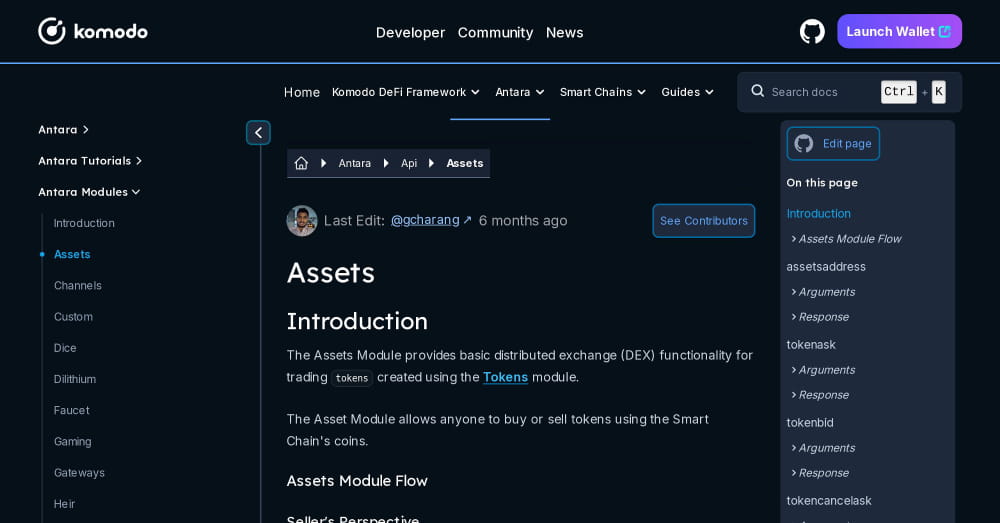 komodo
Developer Community News
Launch Wallet
Home Komodo DeFi Framework Antara Smart Chains Guides
Search docs Ctrl + K
Antara
Antara Tutorials
Antara Modules
Introduction
Assets
Channels
Custom
Dice
Dilithium
Faucet
Gaming
Gateways
Heir
Antara Api Assets
Last Edit: @gcharang ↗ 6 months ago
See Contributors
Assets
Introduction
The Assets Module provides basic distributed exchange (DEX) functionality for
trading tokens created using the Tokens module.
The Asset Module allows anyone to buy or sell tokens using the Smart
Chain's coins.
Assets Module Flow
Seller's Perspective
Edit page
On this page
Introduction
Assets Module Flow
assetsaddress
Arguments
Response
tokenask
Arguments
Response
tokenbid
Arguments
Response
tokencancelask